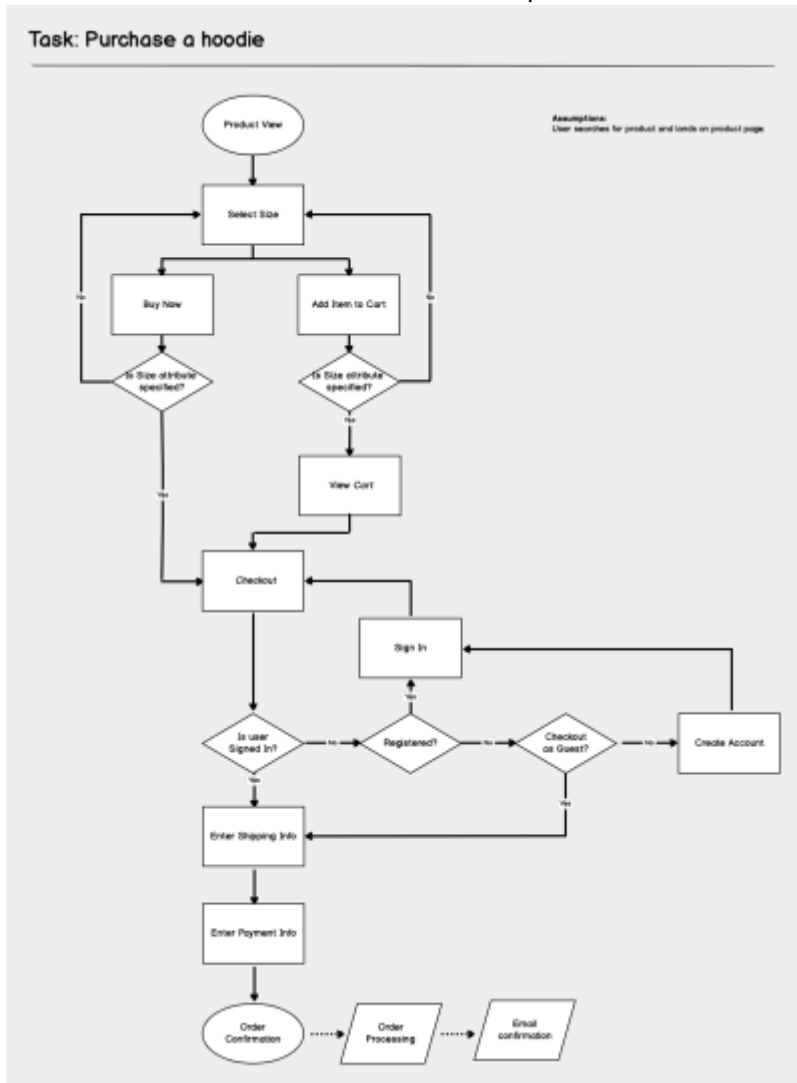 Task: Purchase a hoodie
Assumptions:
User searches for product and lands on product page
Product View
Select Size
No
No
Buy Now
Add Item to Cart
Is Size attribute
specified?
Is Size attribute
specified?
Yes
View Cart
Yes
Checkout
Sign In
Yes
Is user
Signed In?
No
Registered?
No
Checkout
as Guest?
No
Create Account
Yes
Yes
Enter Shipping Info
Enter Payment Info
Order
Confirmation
Order
Processing
Email
confirmation